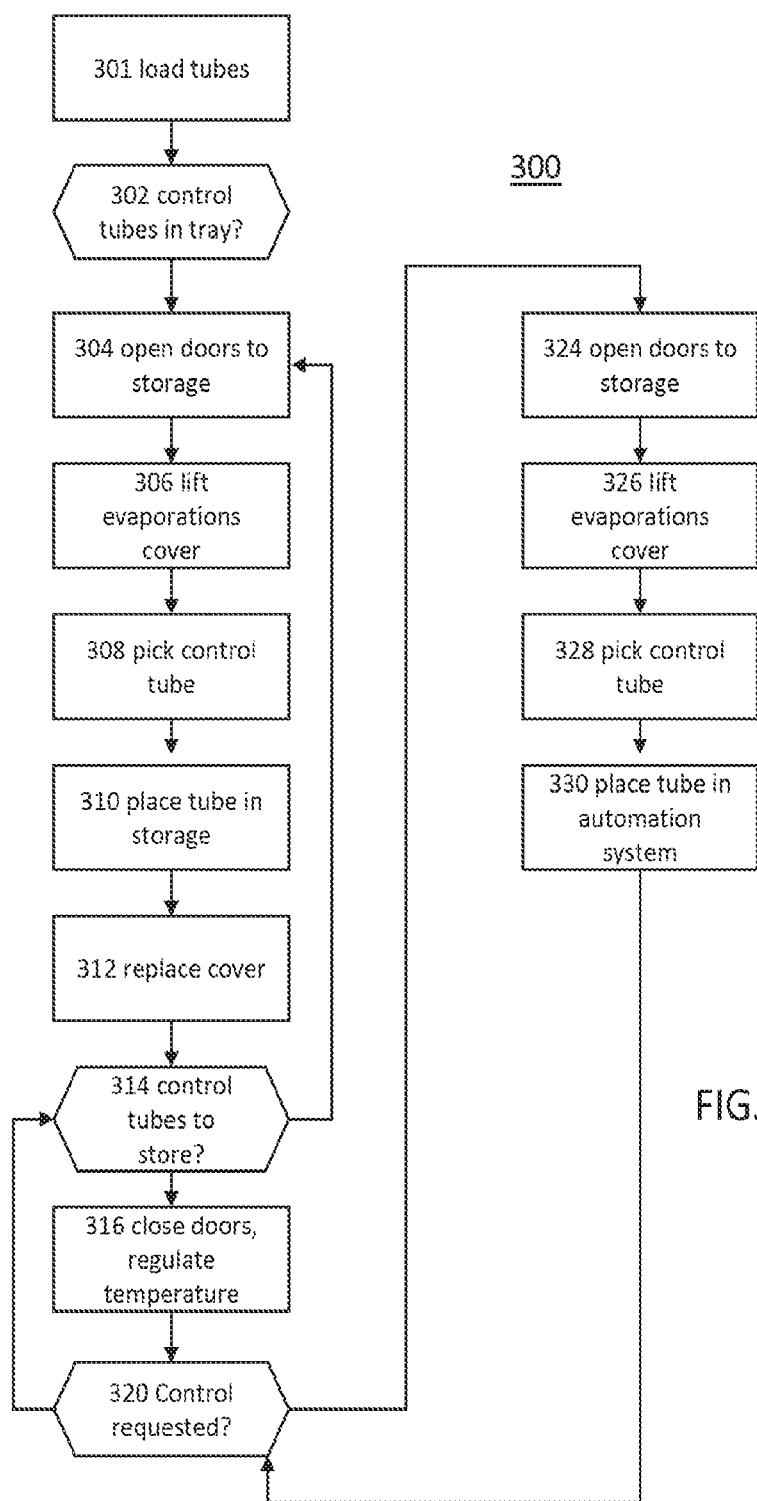 301 load tubes
300
302 control
tubes in tray?
304 open doors to
storage
306 lift
evaporations
cover
308 pick control
tube
310 place tube in
storage
312 replace cover
314 control
tubes to
store?
316 close doors,
regulate
temperature
320 Control
requested?
324 open doors to
storage
326 lift
evaporations
cover
328 pick control
tube
330 place tube in
automation
system
FIG.